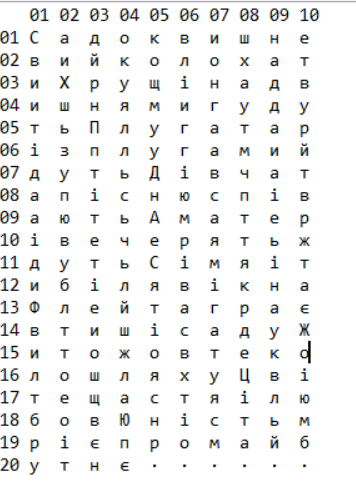 01 02 03 04 05 06 07 08 09 10
01 С а д о к в и ш н е
02 в и й к о л о х а т
03 и Х р у щ і н а д в
04 и ш н я м и г у д у
05 т ь П л у г а т а р
06 і з п л у г а м и й
07 д у т ь Д і в ч а т
08 а п і с н ю с п і в
09 а ю т ь А м а т е р
10 і в е ч е р я т ь ж
11 д у т ь С і м я і т
12 и б і л я в і к н а
13 Ф л е й т а г р а є
14 в т и ш і с а д у Ж
15 и т о ж о в т е к о
16 л о ш л я х у Ц в і
17 т е щ а с т я і л ю
18 б о в Ю н і с т ь м
19 р і є п р о м а й б
20 у т н є · · · · · ·